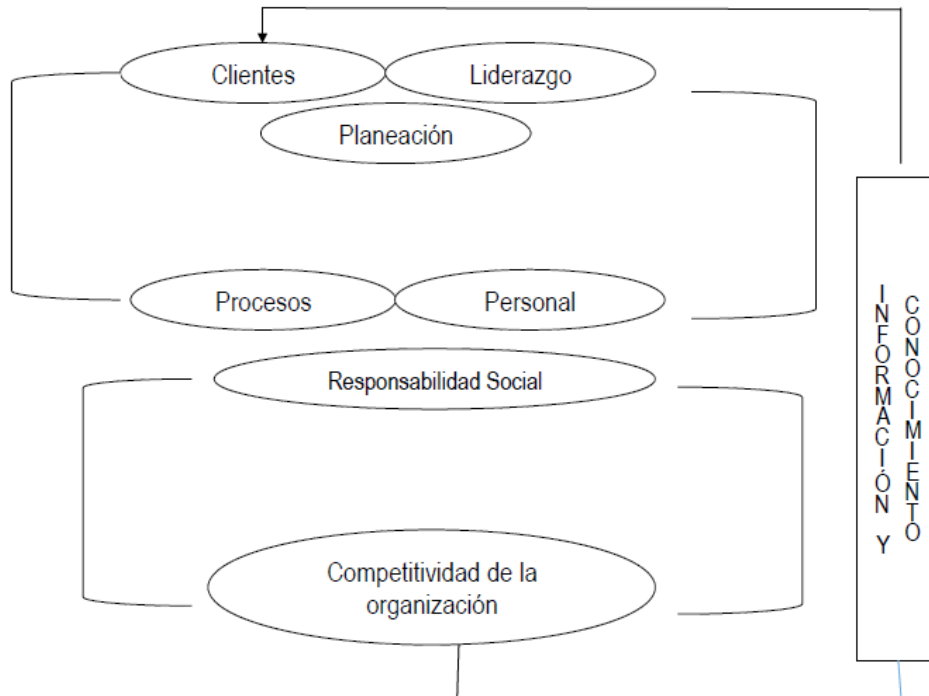 Clientes
Liderazgo
Planeación
Procesos
Personal
Responsabilidad Social
Competitividad de la
organización
INFORMACIÓN Y
CONOCIMIENTO